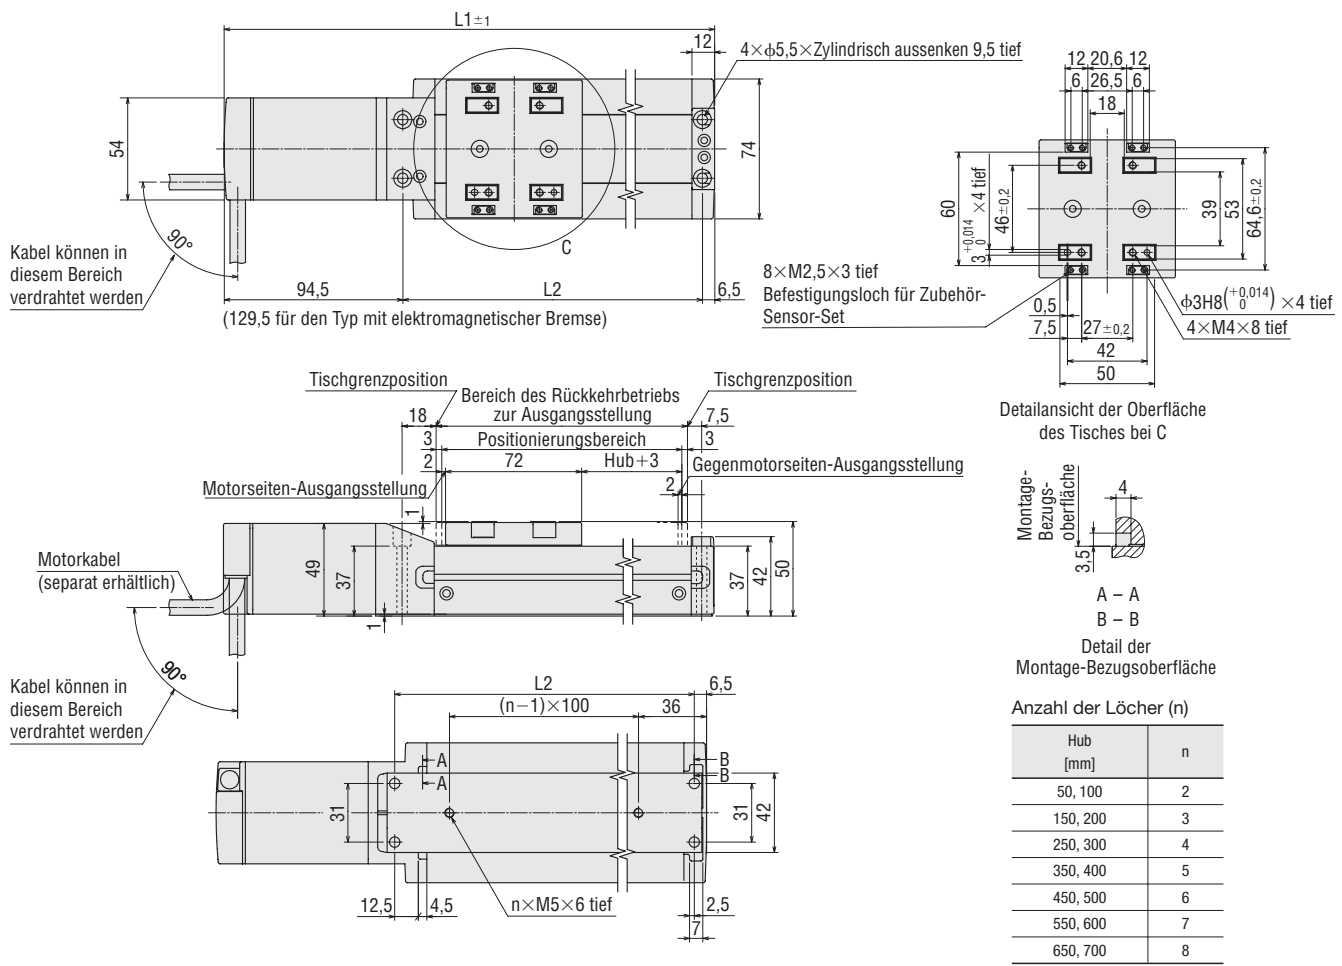 L1±1
12
4×ϕ5,5×Zylindrisch aussenken 9,5 tief
54
74
90°
C
Kabel können in
diesem Bereich
verdrahtet werden
94,5
L2
6,5
(129,5 für den Typ mit elektromagnetischer Bremse)
12 20,6 12
6 26,5 6
18
60
3 +0,014 0 ×4 tief
46±0,2
39
53
64,6±0,2
8×M2,5×3 tief
Befestigungsloch für Zubehör-
Sensor-Set
0,5
7,5
27±0,2
42
50
ϕ3H8(+0,014 0) ×4 tief
4×M4×8 tief
Detailansicht der Oberfläche
des Tisches bei C
Tischgrenzposition
Bereich des Rückkehrbetriebs
zur Ausgangsstellung
Tischgrenzposition
18
7,5
3
Positionierungsbereich
3
2
72
Hub+3
Gegenmotorseiten-Ausgangsstellung
Motorseiten-Ausgangsstellung
2
1
Motorkabel
(separat erhältlich)
49
37
1
37
42
50
90°
Kabel können in
diesem Bereich
verdrahtet werden
Montage-
Bezugs-
oberfläche
4
3,5
A – A
B – B
Detail der
Montage-Bezugsoberfläche
L2
6,5
(n−1)×100
36
A
A
B
B
31
31
42
12,5
4,5
n×M5×6 tief
2,5
7
Anzahl der Löcher (n)
Hub
[mm]
n
50, 100 2
150, 200 3
250, 300 4
350, 400 5
450, 500 6
550, 600 7
650, 700 8